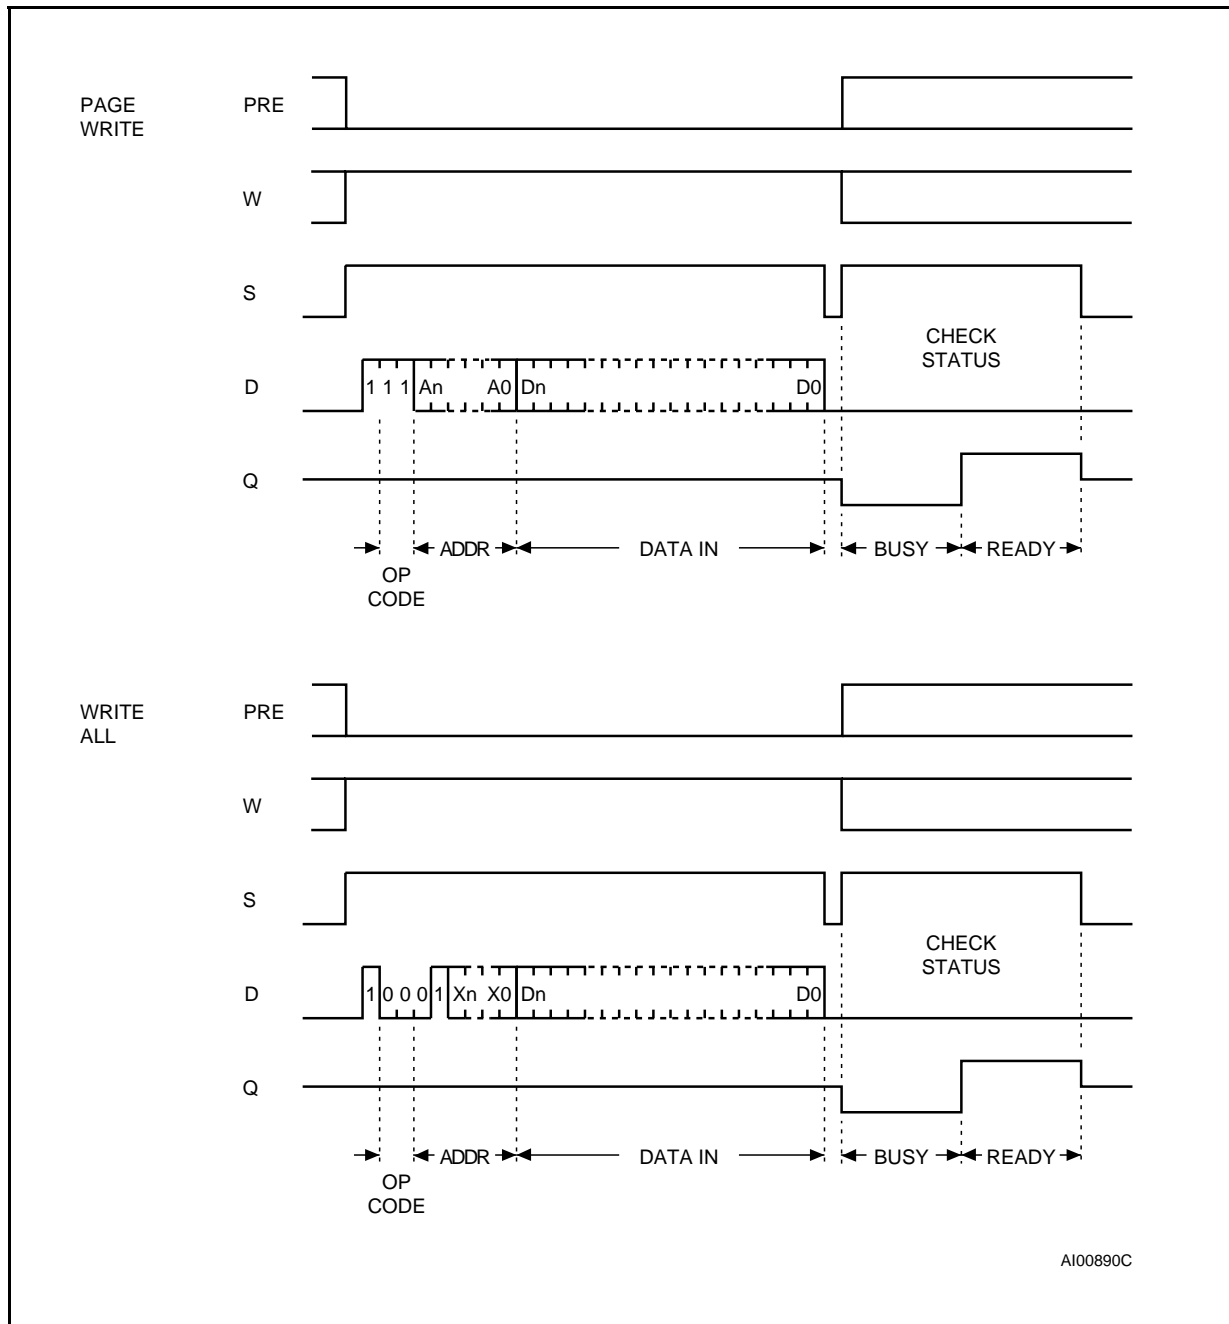 PAGE
WRITE
PRE
W
S
CHECK
STATUS
D
1 1 1 An A0 Dn D0
Q
ADDR DATA IN BUSY READY
OP
CODE
WRITE
ALL
PRE
W
S
CHECK
STATUS
D
1 0 0 0 1 Xn X0 Dn D0
Q
ADDR DATA IN BUSY READY
OP
CODE
AI00890C